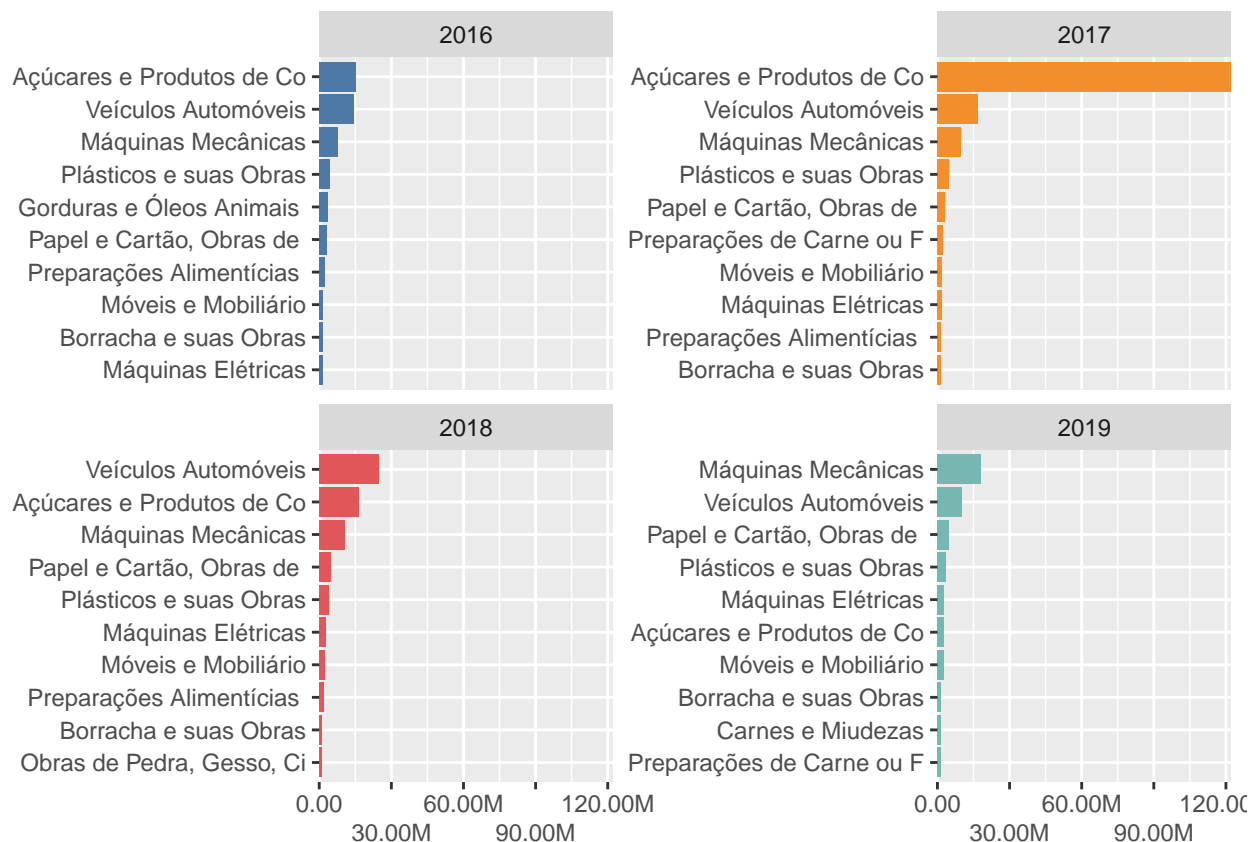 2016
Açúcares e Produtos de Co
Veículos Automóveis
Máquinas Mecânicas
Plásticos e suas Obras
Gorduras e Óleos Animais
Papel e Cartão, Obras de
Preparações Alimentícias
Móveis e Mobiliário
Borracha e suas Obras
Máquinas Elétricas
2017
Açúcares e Produtos de Co
Veículos Automóveis
Máquinas Mecânicas
Plásticos e suas Obras
Papel e Cartão, Obras de
Preparações de Carne ou F
Móveis e Mobiliário
Máquinas Elétricas
Preparações Alimentícias
Borracha e suas Obras
2018
Veículos Automóveis
Açúcares e Produtos de Co
Máquinas Mecânicas
Papel e Cartão, Obras de
Plásticos e suas Obras
Máquinas Elétricas
Móveis e Mobiliário
Preparações Alimentícias
Borracha e suas Obras
Obras de Pedra, Gesso, Ci
0.00 60.00M 120.00M
30.00M 90.00M
2019
Máquinas Mecânicas
Veículos Automóveis
Papel e Cartão, Obras de
Plásticos e suas Obras
Máquinas Elétricas
Açúcares e Produtos de Co
Móveis e Mobiliário
Borracha e suas Obras
Carnes e Miudezas
Preparações de Carne ou F
0.00 60.00M 120.00
30.00M 90.00M